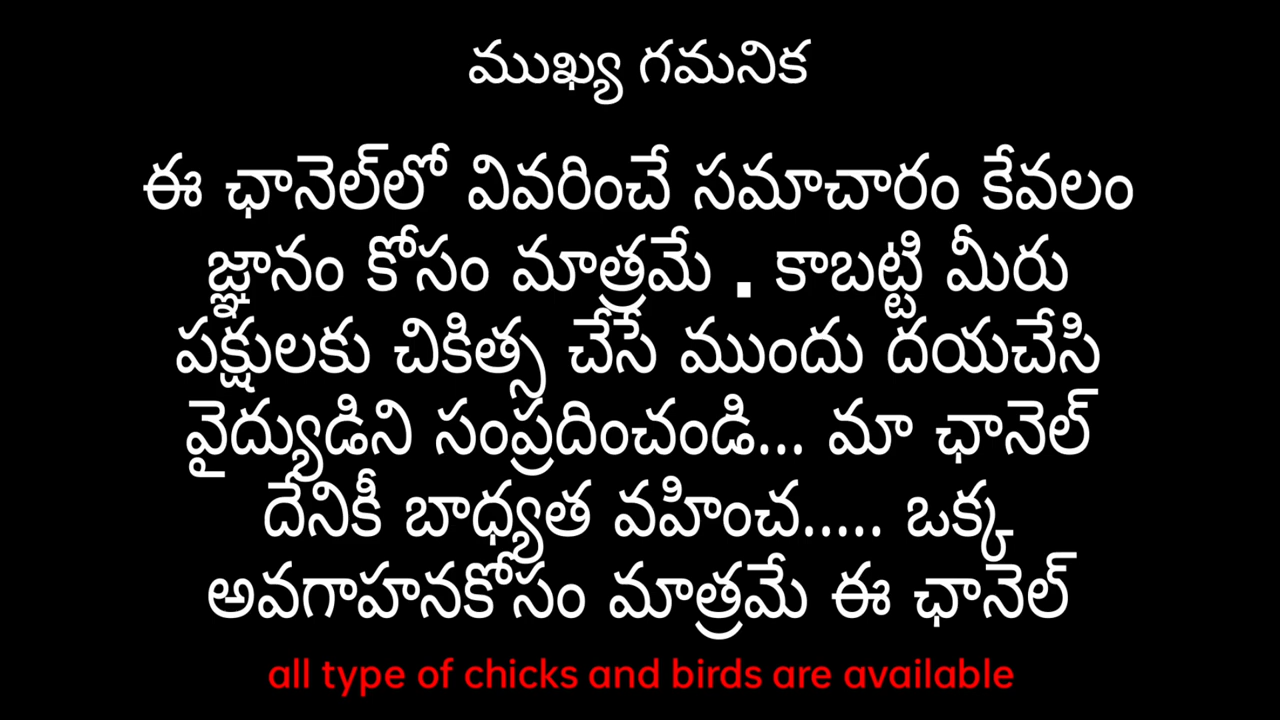 ముఖ్య గమనిక
ఈ ఛానెల్‌లో వివరించే సమాచారం కేవలం
జ్ఞానం కోసం మాత్రమే . కాబట్టి మీరు
పక్షులకు చికిత్స చేసే ముందు దయచేసి
వైద్యుడిని సంప్రదించండి... మా ఛానెల్
దేనికీ బాధ్యత వహించ..... ఒక్క
అవగాహనకోసం మాత్రమే ఈ ఛానెల్
all type of chicks and birds are available